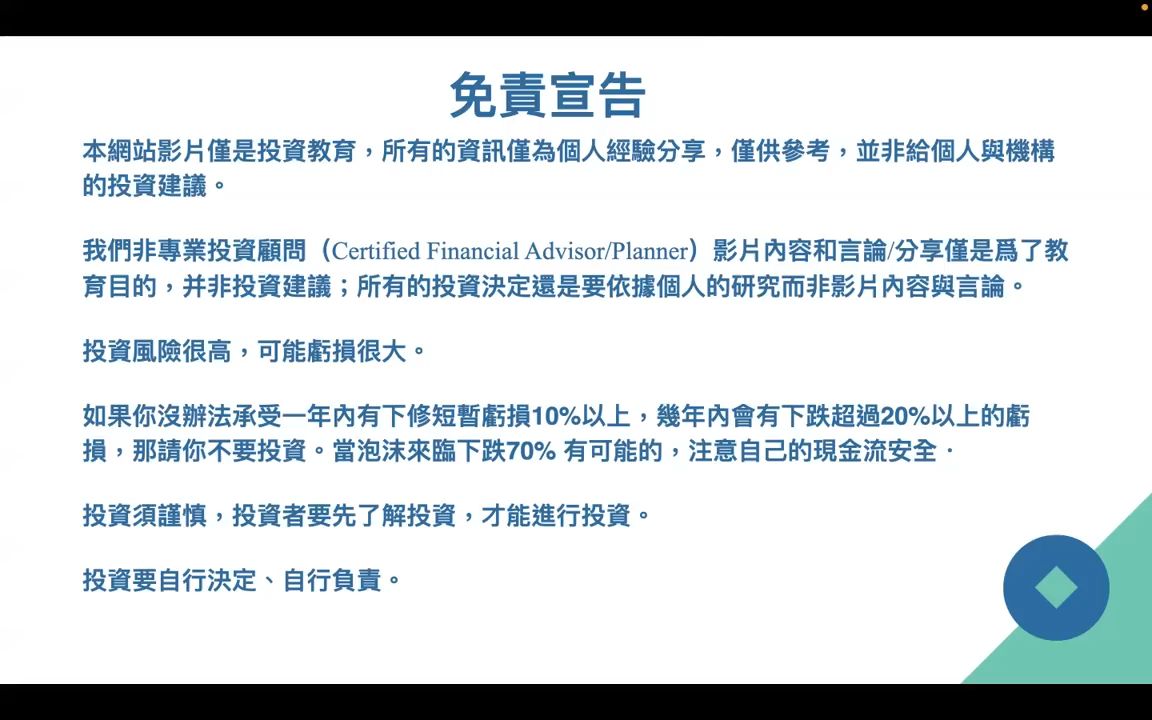 免責宣告
本網站影片僅是投資教育，所有的資訊僅為個人經驗分享，僅供參考，並非給個人與機構
的投資建議。
我們非專業投資顧問（Certified Financial Advisor/Planner）影片內容和言論/分享僅是爲了教
育目的，并非投資建議；所有的投資決定還是要依據個人的研究而非影片內容與言論。
投資風險很高，可能虧損很大。
如果你沒辦法承受一年內有下修短暫虧損10%以上，幾年內會有下跌超過20%以上的虧
損，那請你不要投資。當泡沫來臨下跌70% 有可能的，注意自己的現金流安全．
投資須謹慎，投資者要先了解投資，才能進行投資。
投資要自行決定、自行負責。